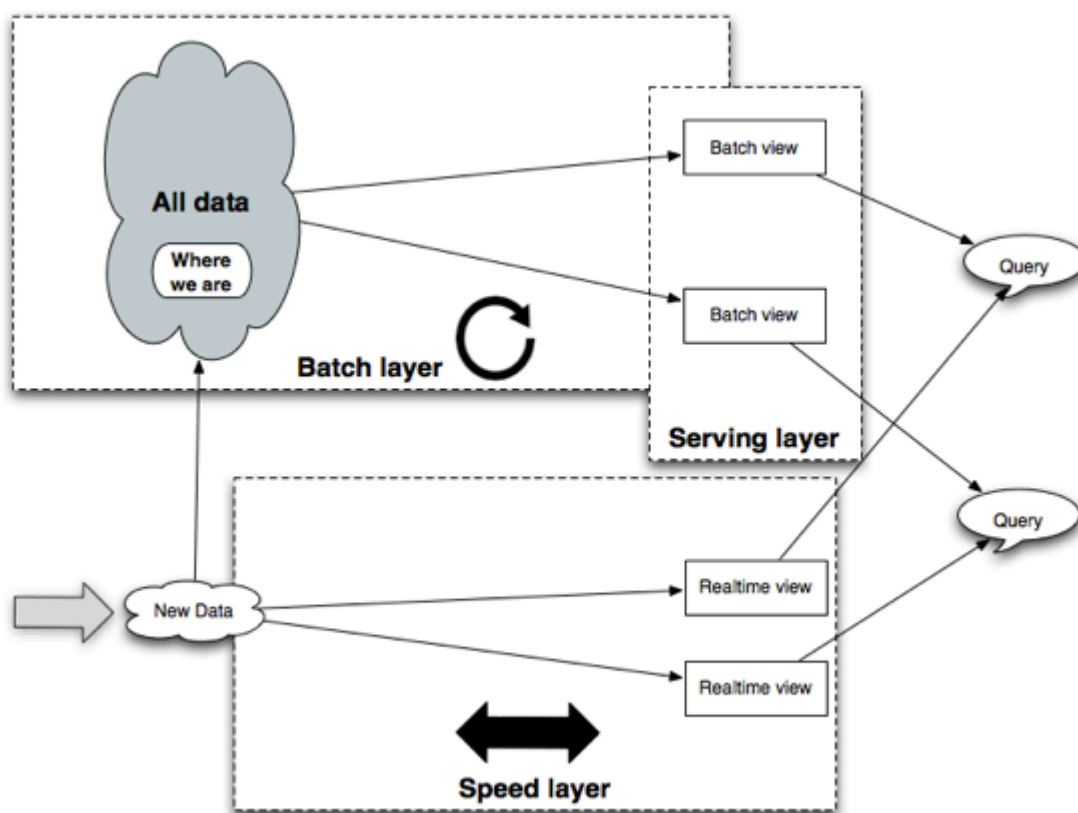 All data
Where
we are
Batch layer
Batch view
Batch view
Serving layer
Query
Query
New Data
Realtime view
Realtime view
Speed layer